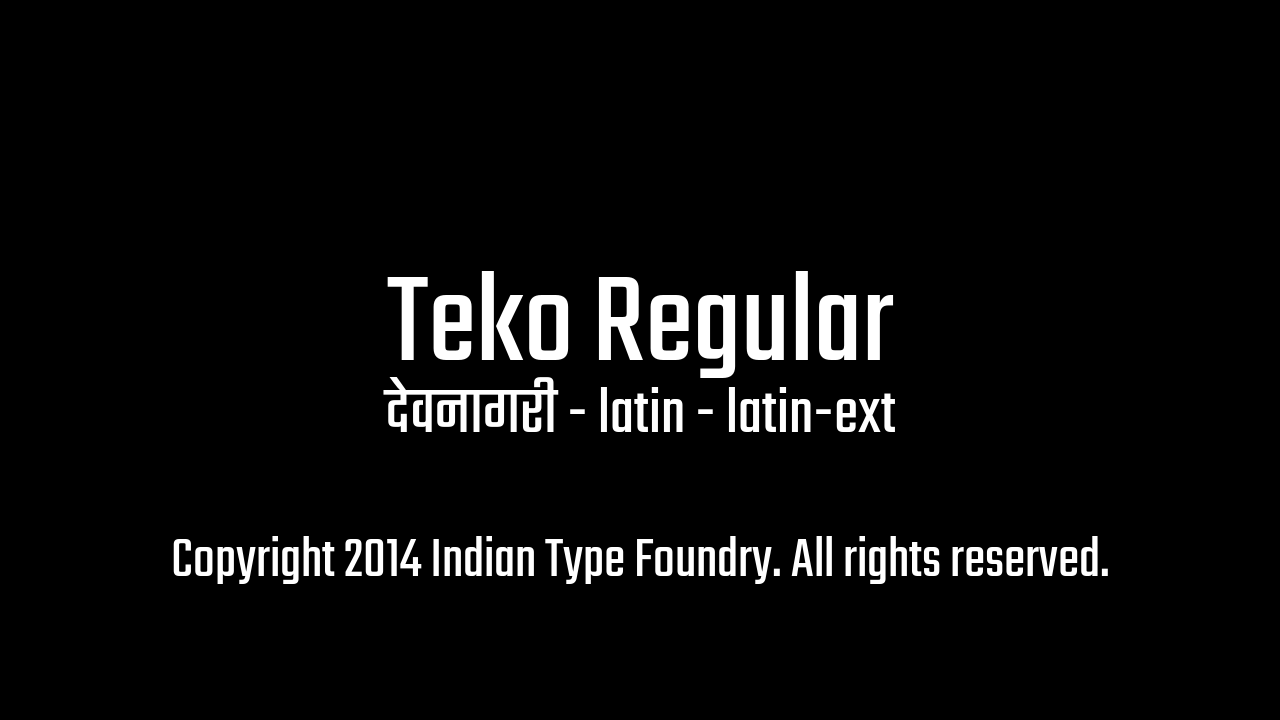 Teko Regular
देवनागरी - latin - latin-ext
Copyright 2014 Indian Type Foundry. All rights reserved.